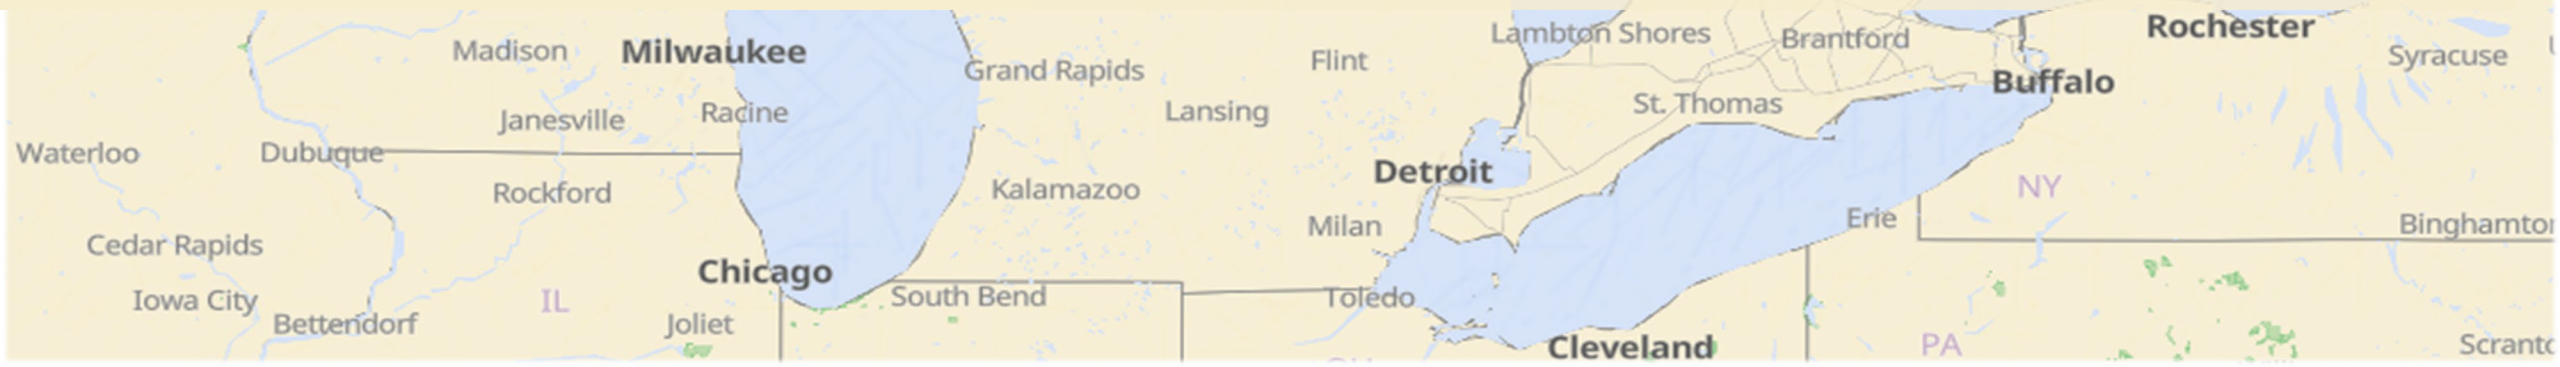 Lambton Shores
Rochester
Madison
Milwaukee
Brantford
Syracuse
Flint
Grand Rapids
Buffalo
Janesville
Racine
Lansing
St. Thomas
Waterloo
Dubuque
Detroit
Rockford
Kalamazoo
NY
Milan
Erie
Binghamton
Cedar Rapids
Chicago
Iowa City
IL
South Bend
Toledo
Bettendorf
Joliet
Cleveland
PA
Scranto